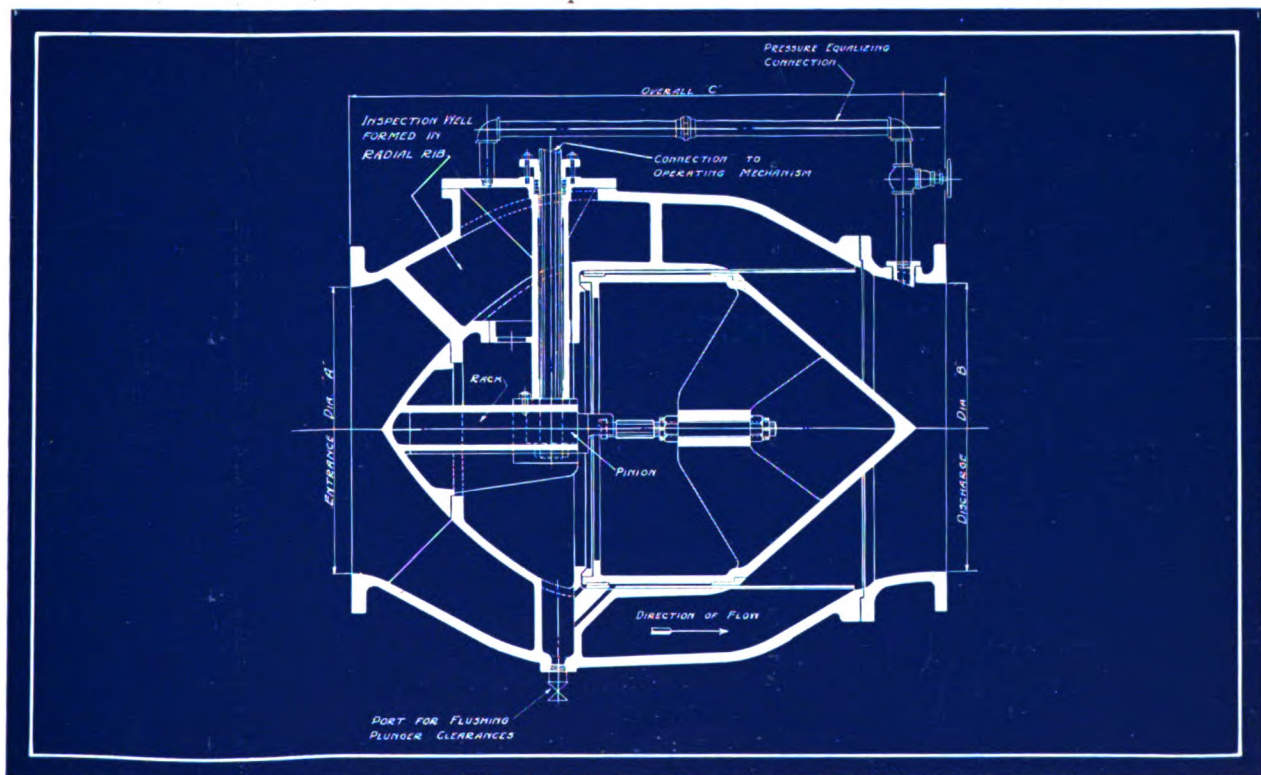 PRESSURE EQUALIZING
CONNECTION
OVERALL "C"
INSPECTION WELL
FORMED IN
RADIAL RIB
CONNECTION TO
OPERATING MECHANISM
ENTRANCE DIA "A"
RACK
PINION
DISCHARGE DIA "B"
DIRECTION OF FLOW
PORT FOR FLUSHING
PLUNGER CLEARANCES